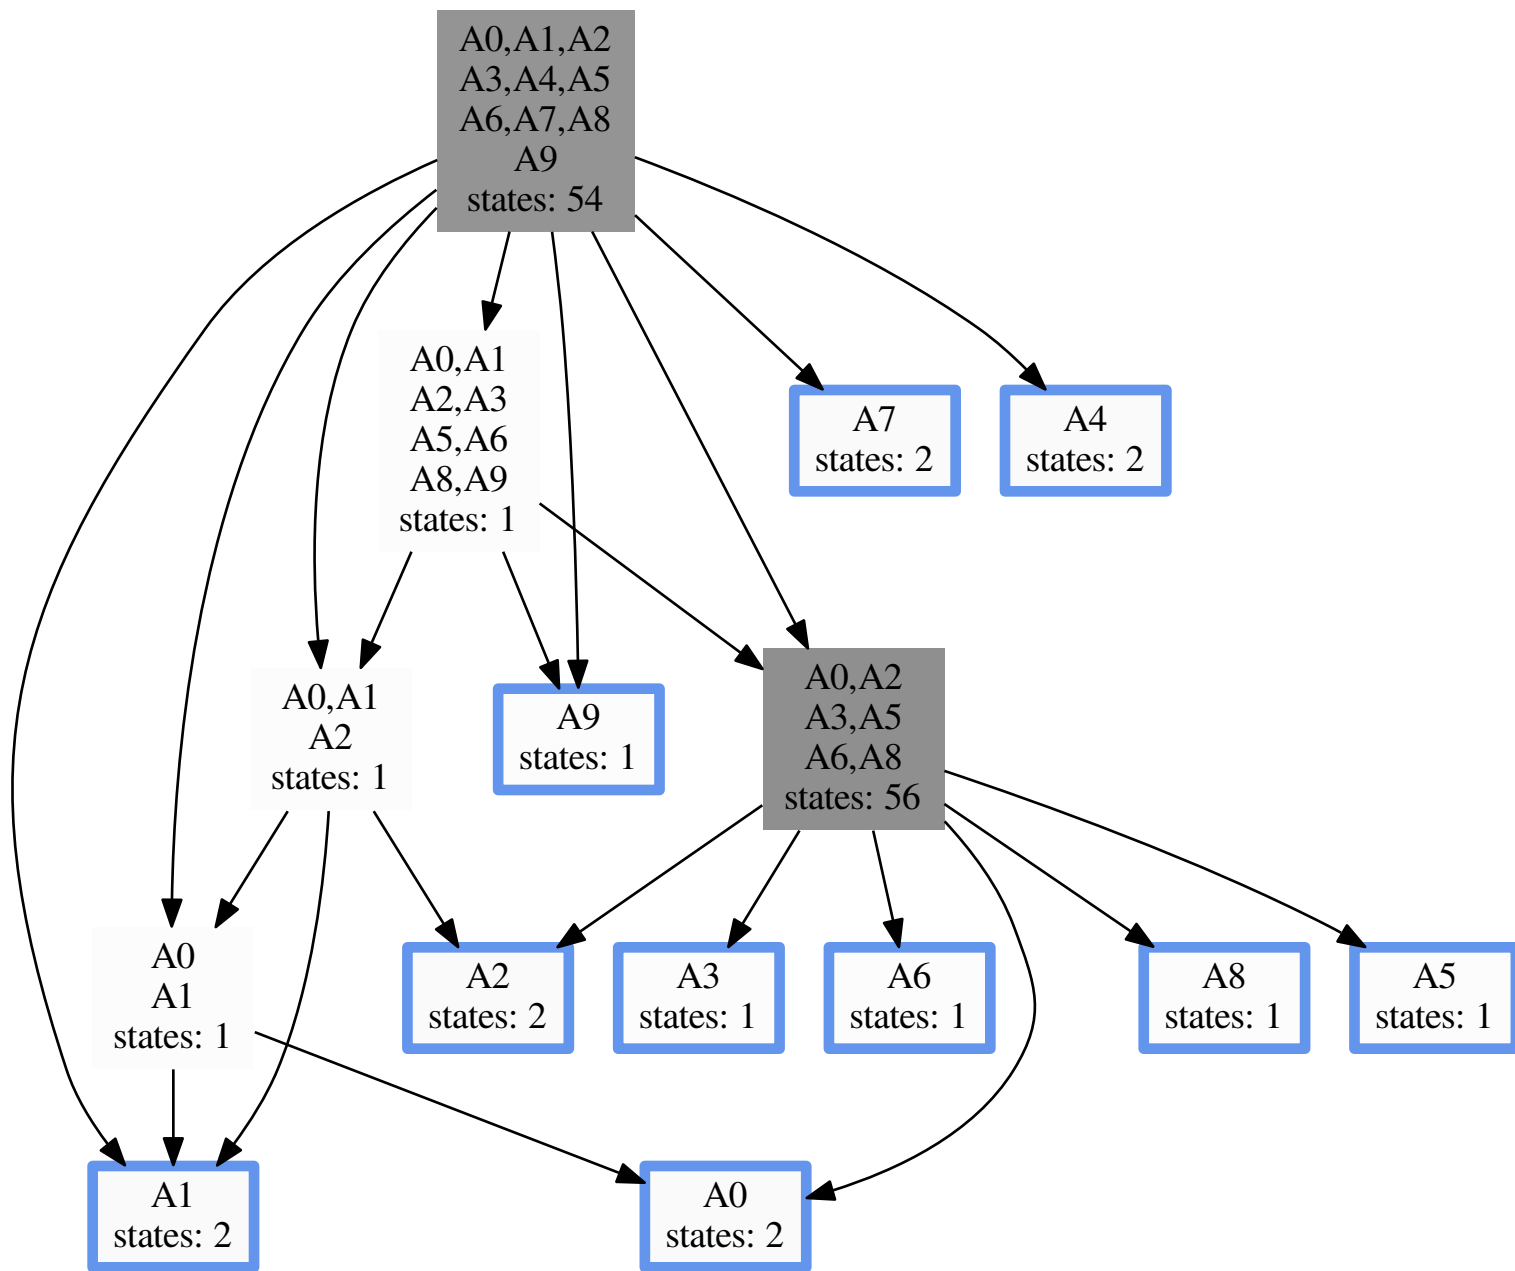 A0,A1,A2
A3,A4,A5
A6,A7,A8
A9
states: 54
A0,A1
A2,A3
A5,A6
A8,A9
states: 1
A7
states: 2
A4
states: 2
A0,A1
A2
states: 1
A9
states: 1
A0,A2
A3,A5
A6,A8
states: 56
A0
A1
states: 1
A2
states: 2
A3
states: 1
A6
states: 1
A8
states: 1
A5
states: 1
A1
states: 2
A0
states: 2